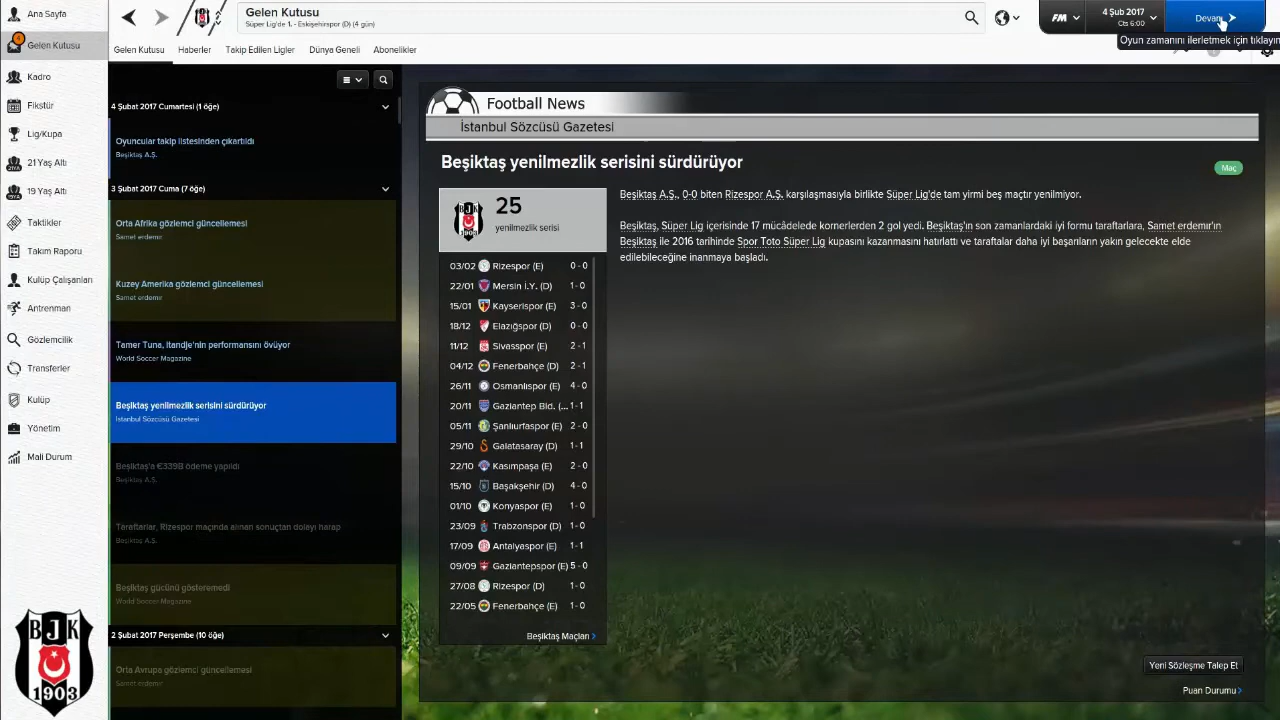 Ana Sayfa
Gelen Kutusu
Kadro
Fikstür
Lig/Kupa
21 Yaş Altı
19 Yaş Altı
Taktikler
Takım Raporu
Kulüp Çalışanları
Antrenman
Gözlemcilik
Transferler
Kulüp
Yönetim
Mali Durum
BJK
1903
Gelen Kutusu
Süper Lig'de 1. - Eskişehirspor (D) (4 gün)
FM
4 Şub 2017
Cts 6:00
Devam
Oyun zamanını ilerletmek için tıklayın
Gelen Kutusu
Haberler
Takip Edilen Ligler
Dünya Geneli
Abonelikler
4 Şubat 2017 Cumartesi (1 öğe)
Oyuncular takip listesinden çıkartıldı
Beşiktaş A.Ş.
3 Şubat 2017 Cuma (7 öğe)
Orta Afrika gözlemci güncellemesi
Samet erdemir
Kuzey Amerika gözlemci güncellemesi
Samet erdemir
Tamer Tuna, Itandje'nin performansını övüyor
World Soccer Magazine
Beşiktaş yenilmezlik serisini sürdürüyor
İstanbul Sözcüsü Gazetesi
Beşiktaş'a €339B ödeme yapıldı
Beşiktaş A.Ş.
Taraftarlar, Rizespor maçında alınan sonuçtan dolayı harap
Beşiktaş A.Ş.
Beşiktaş gücünü gösteremedi
World Soccer Magazine
2 Şubat 2017 Perşembe (10 öğe)
Orta Avrupa gözlemci güncellemesi
Samet erdemir
Football News
İstanbul Sözcüsü Gazetesi
Beşiktaş yenilmezlik serisini sürdürüyor
Maç
25
yenilmezlik serisi
03/02 Rizespor (E) 0 - 0
22/01 Mersin İ.Y. (D) 1 - 0
15/01 Kayserispor (E) 3 - 0
18/12 Elazığspor (D) 0 - 0
11/12 Sivasspor (E) 2 - 1
04/12 Fenerbahçe (D) 2 - 1
26/11 Osmanlıspor (E) 4 - 0
20/11 Gaziantep Bld. (... 1 - 1
05/11 Şanlıurfaspor (E) 2 - 0
29/10 Galatasaray (D) 1 - 1
22/10 Kasımpaşa (E) 2 - 0
15/10 Başakşehir (D) 4 - 0
01/10 Konyaspor (E) 1 - 0
23/09 Trabzonspor (D) 1 - 0
17/09 Antalyaspor (E) 1 - 1
09/09 Gaziantepspor (E) 5 - 0
27/08 Rizespor (D) 1 - 0
22/05 Fenerbahçe (E) 1 - 0
Beşiktaş Maçları
Beşiktaş A.Ş., 0-0 biten Rizespor A.Ş. karşılaşmasıyla birlikte Süper Lig'de tam yirmi beş maçtır yenilmiyor.
Beşiktaş, Süper Lig içerisinde 17 mücadelede kornerlerden 2 gol yedi. Beşiktaş'ın son zamanlardaki iyi formu taraftarlara, Samet erdemir'in
Beşiktaş ile 2016 tarihinde Spor Toto Süper Lig kupasını kazanmasını hatırlattı ve taraftarlar daha iyi başarıların yakın gelecekte elde
edilebileceğine inanmaya başladı.
Yeni Sözleşme Talep Et
Puan Durumu